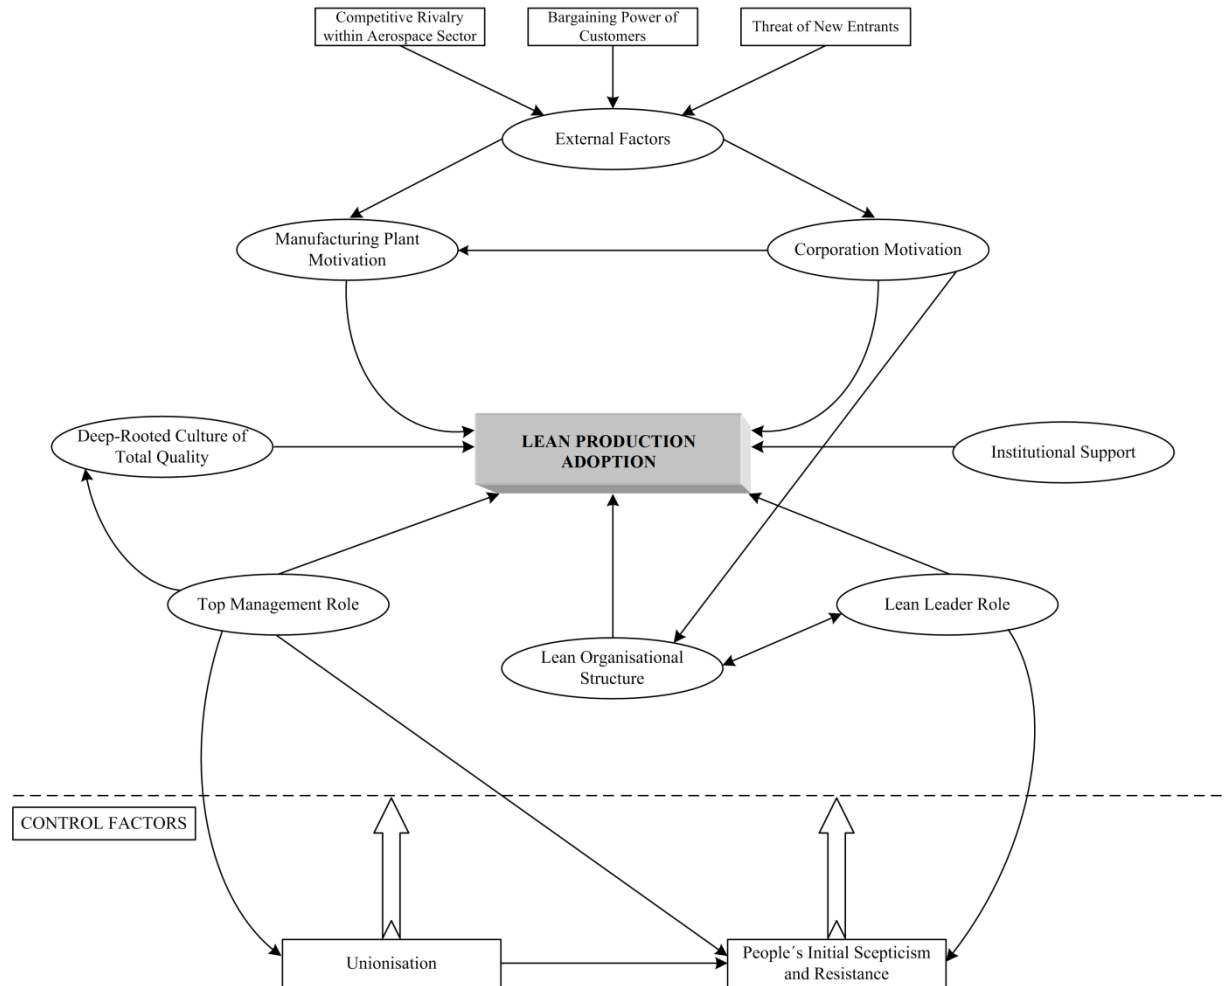 Competitive Rivalry
within Aerospace Sector
Bargaining Power of
Customers
Threat of New Entrants
External Factors
Manufacturing Plant
Motivation
Corporation Motivation
Deep-Rooted Culture of
Total Quality
LEAN PRODUCTION
ADOPTION
Institutional Support
Top Management Role
Lean Leader Role
Lean Organisational
Structure
CONTROL FACTORS
Unionisation
People´s Initial Scepticism
and Resistance